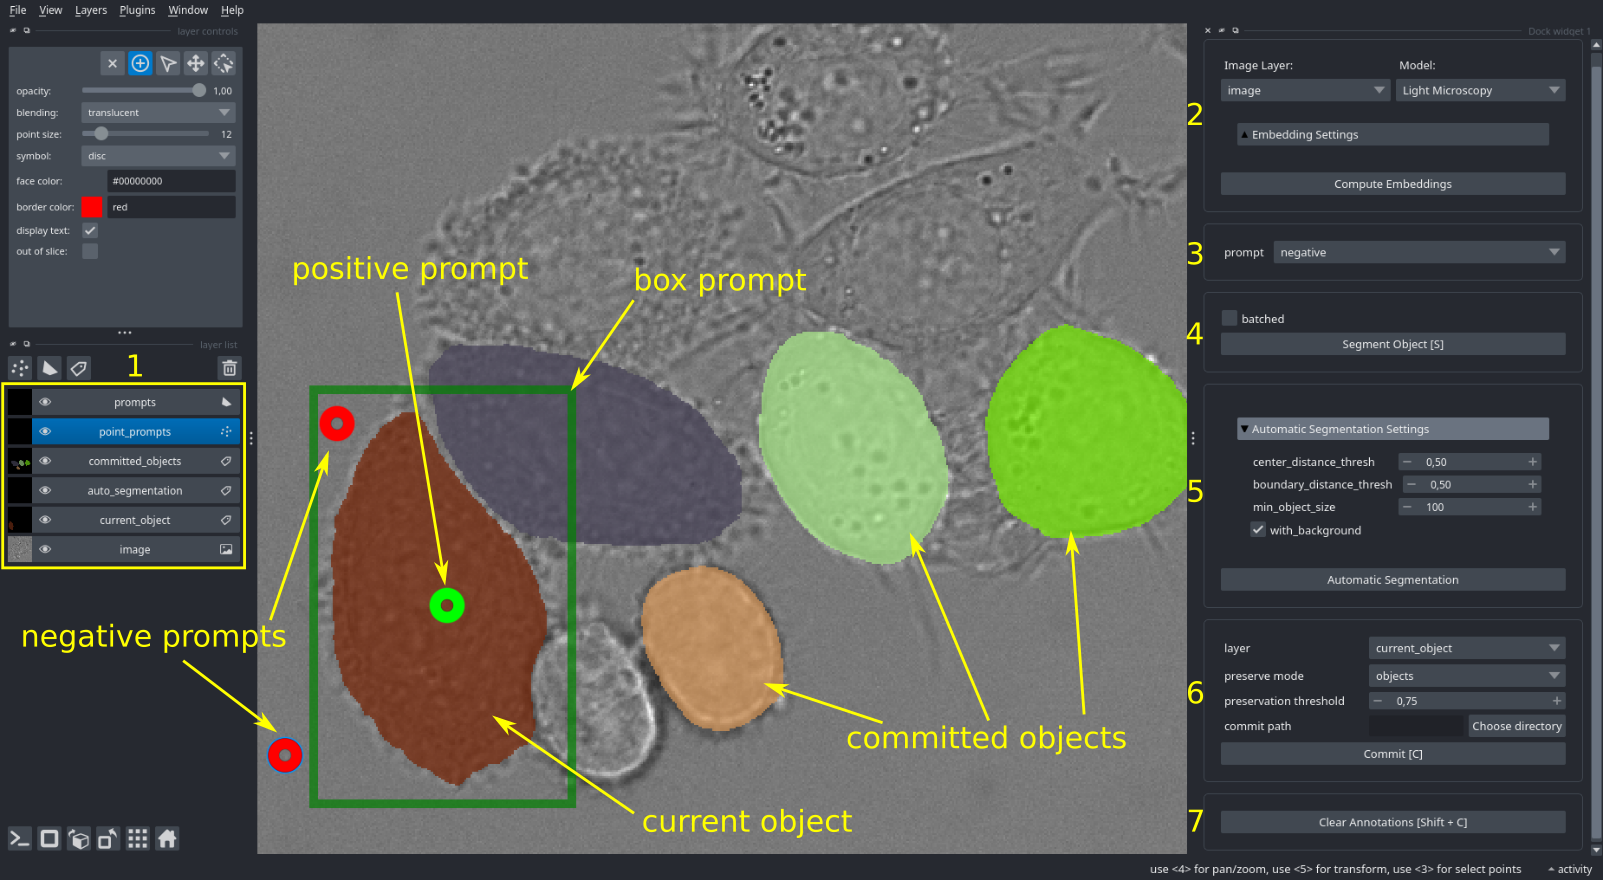 File View Layers Plugins Window Help
layer controls
opacity: 1,00
blending: translucent
point size: 12
symbol: disc
face color: #00000000
border color: red
display text:
out of slice:
layer list
1
prompts
point_prompts
committed_objects
auto_segmentation
current_object
image
positive prompt
box prompt
negative prompts
committed objects
current object
Dock widget 1
2
Image Layer: Model:
image Light Microscopy
Embedding Settings
Compute Embeddings
3
prompt negative
4
batched
Segment Object [S]
5
Automatic Segmentation Settings
center_distance_thresh 0,50
boundary_distance_thresh 0,50
min_object_size 100
with_background
Automatic Segmentation
6
layer current_object
preserve mode objects
preservation threshold 0,75
commit path Choose directory
Commit [C]
7
Clear Annotations [Shift + C]
use <4> for pan/zoom, use <5> for transform, use <3> for select points activity